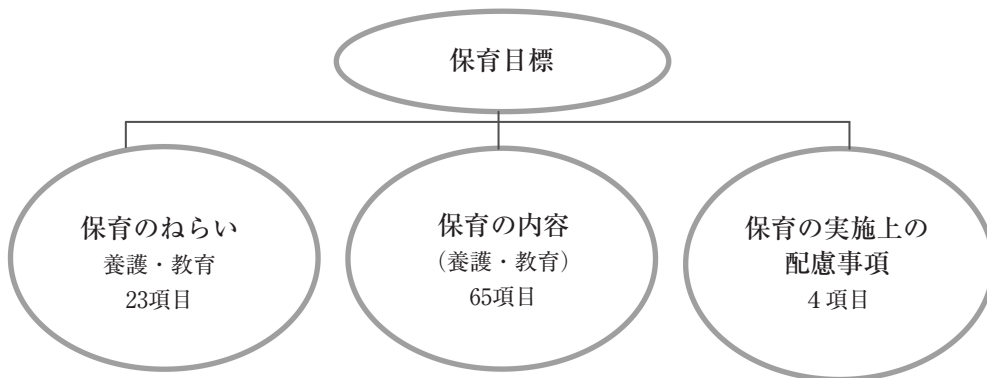 保育目標
保育のねらい
養護・教育
23項目
保育の内容
(養護・教育)
65項目
保育の実施上の
配慮事項
4項目